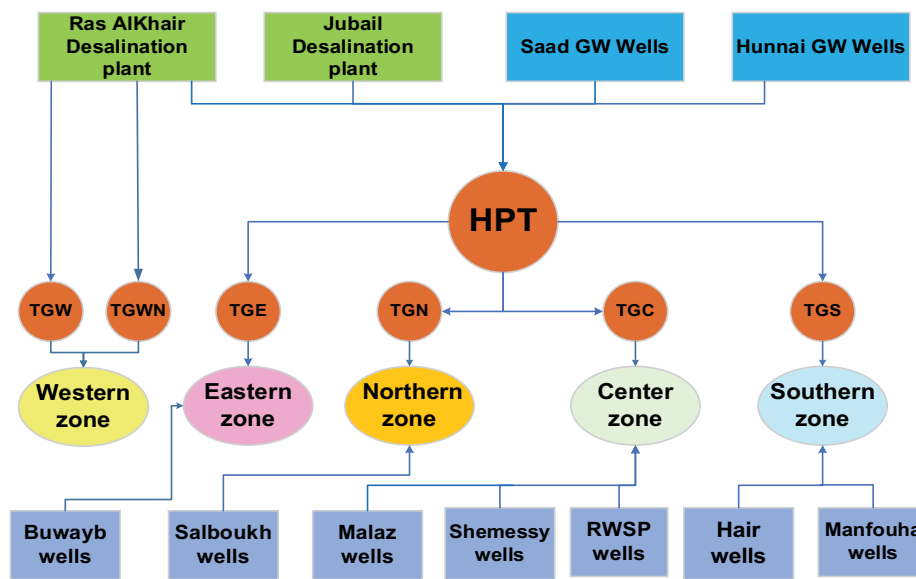 Ras AlKhair
Desalination
plant
Jubail
Desalination
plant
Saad GW Wells
Hunnai GW Wells
HPT
TGW
TGWN
TGE
TGN
TGC
TGS
Western
zone
Eastern
zone
Northern
zone
Center
zone
Southern
zone
Buwayb
wells
Salboukh
wells
Malaz
wells
Shemessy
wells
RWSP
wells
Hair
wells
Manfouha
wells